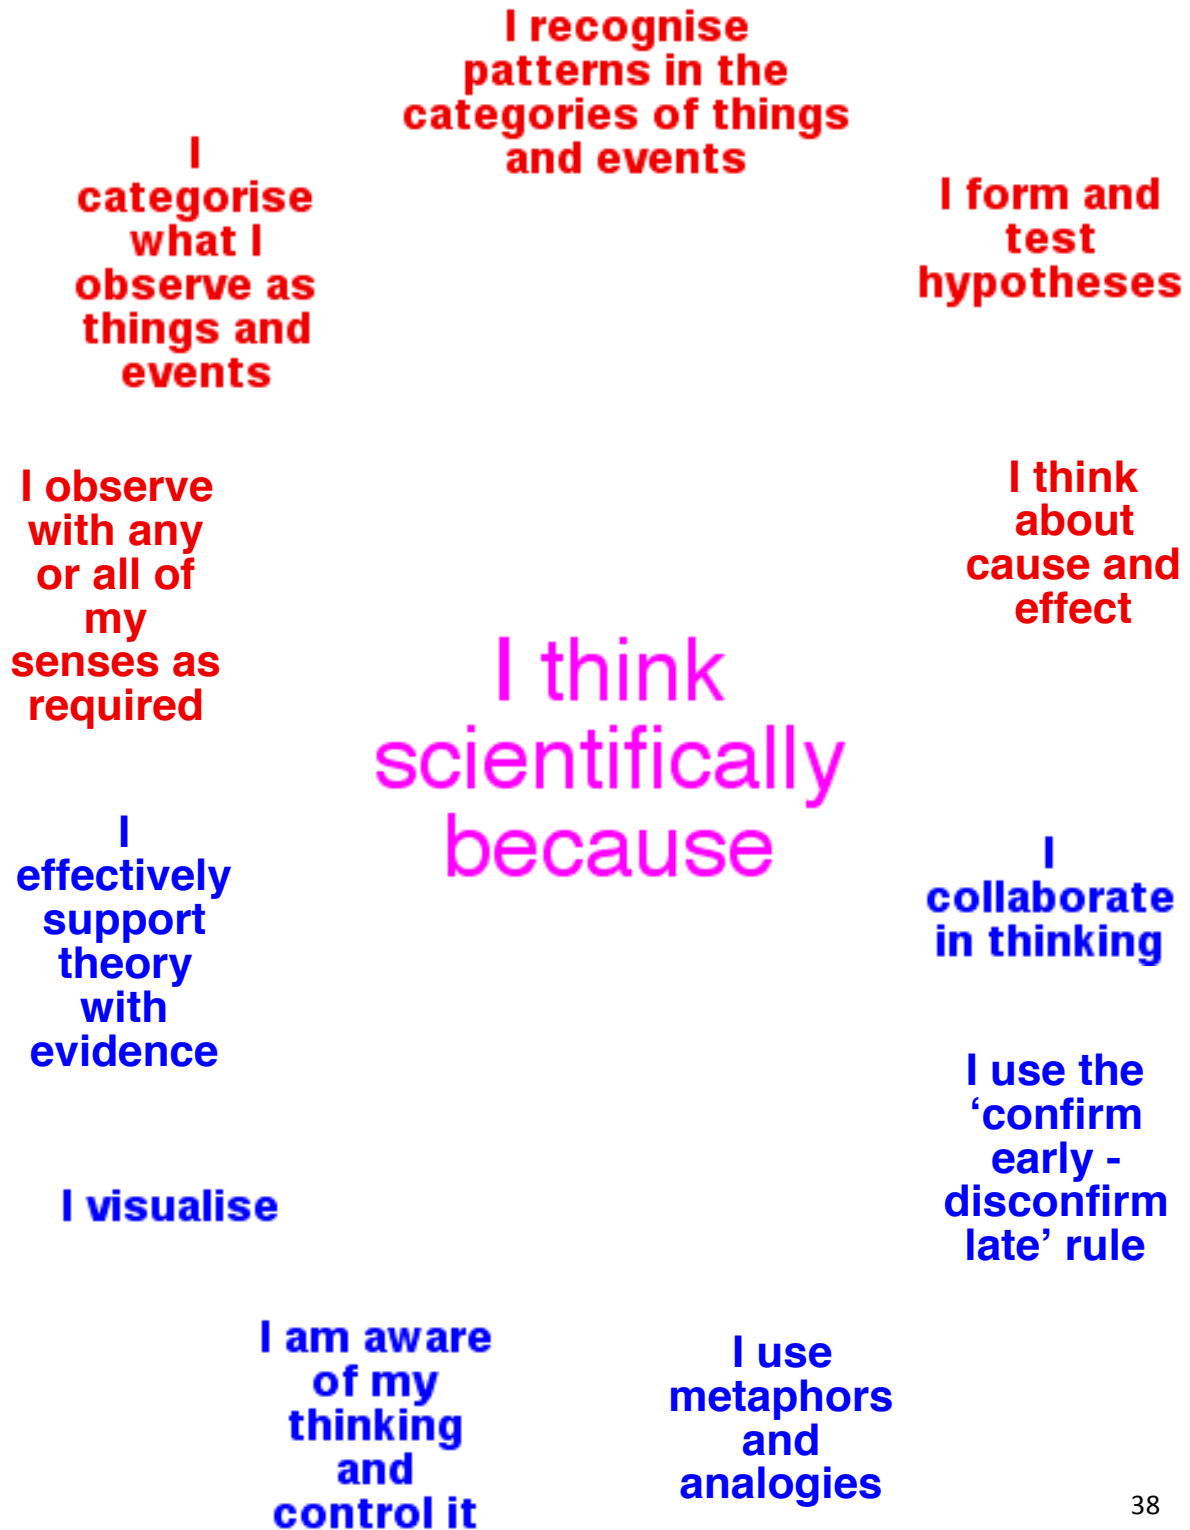 I recognise
patterns in the
categories of things
and events
I
categorise
what I
observe as
things and
events
I form and
test
hypotheses
I observe
with any
or all of
my
senses as
required
I think
about
cause and
effect
I think
scientifically
because
I
effectively
support
theory
with
evidence
I
collaborate
in thinking
I use the
‘confirm
early -
disconfirm
late’ rule
I visualise
I am aware
of my
thinking
and
control it
I use
metaphors
and
analogies
38